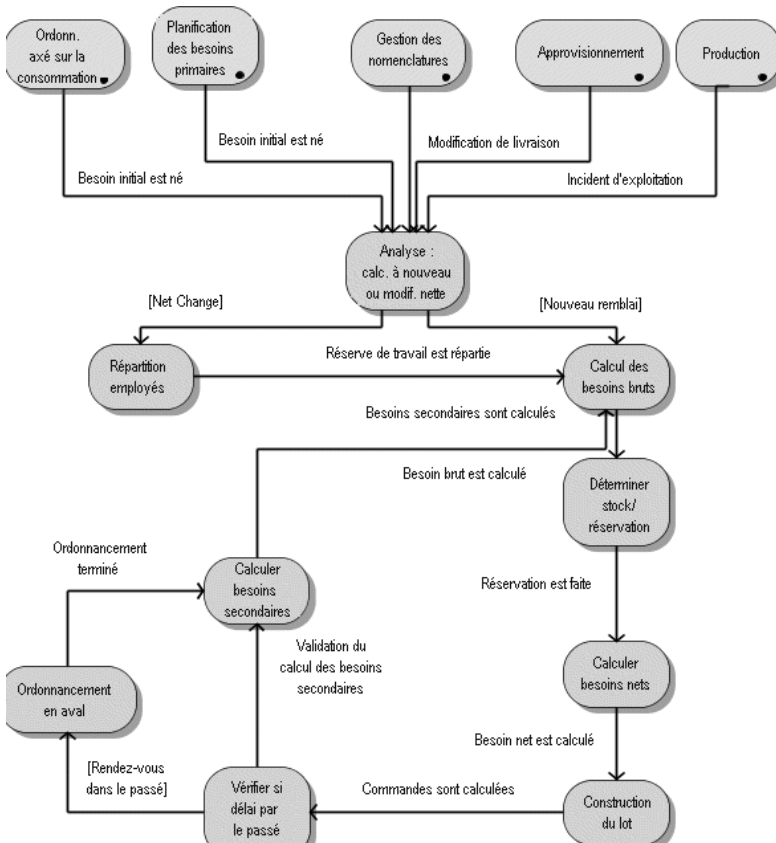 Ordonn.
axé sur la
consommation
Planification
des besoins
primaires
Gestion des
nomenclatures
Approvisionnement
Production
Besoin initial est né
Modification de livraison
Besoin initial est né
Incident d'exploitation
Analyse :
calc. à nouveau
ou modif. nette
[Net Change]
[Nouveau remblai]
Répartition
employés
Réserve de travail est répartie
Calcul des
besoins bruts
Besoins secondaires sont calculés
Besoin brut est calculé
Déterminer
stock/
réservation
Ordonnancement
terminé
Calculer
besoins
secondaires
Réservation est faite
Validation du
calcul des besoins
secondaires
Calculer
besoins nets
Ordonnancement
en aval
Besoin net est calculé
[Rendez-vous
dans le passé]
Vérifier si
délai par
le passé
Commandes sont calculées
Construction
du lot